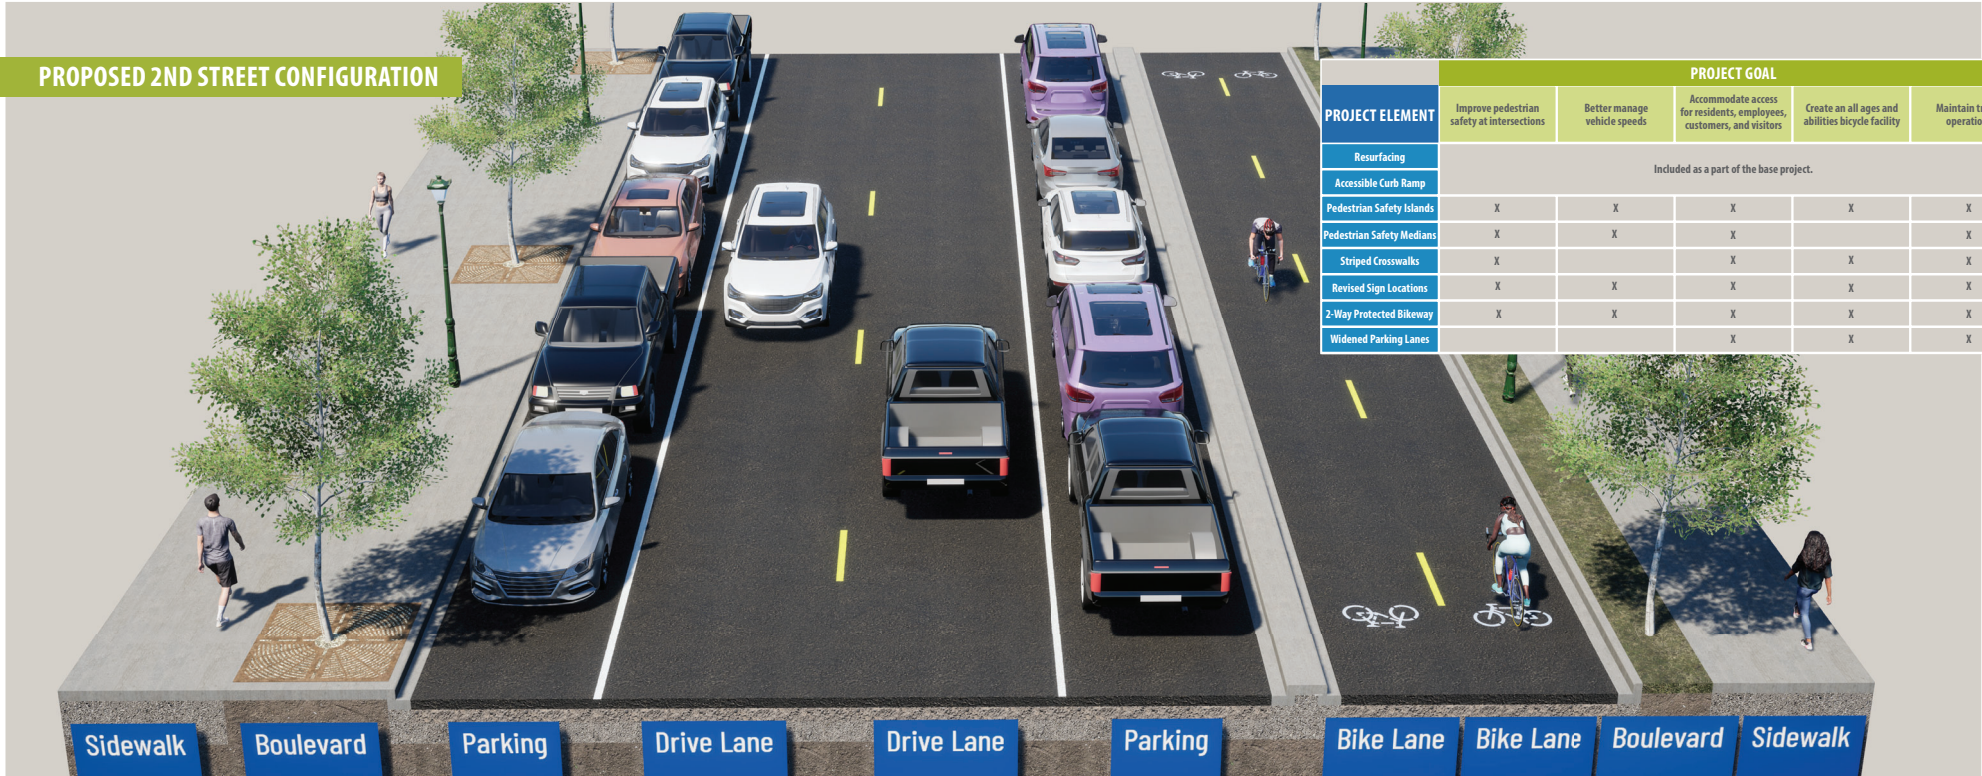 PROPOSED 2ND STREET CONFIGURATION
PROJECT GOAL
PROJECT ELEMENT
Improve pedestrian
safety at intersections
Better manage
vehicle speeds
Accommodate access
for residents, employees,
customers, and visitors
Create an all ages and
abilities bicycle facility
Maintain
Resurfacing
Included as a part of the base project.
Accessible Curb Ramp
Pedestrian Safety Islands X X X X X
Pedestrian Safety Medians X X X X
Striped Crosswalks X X X X
Revised Sign Locations X X X X X
2-Way Protected Bikeway X X X X X
Widened Parking Lanes X X X
Sidewalk Boulevard Parking Drive Lane Drive Lane Parking Bike Lane Bike Lane Boulevard Sidewalk